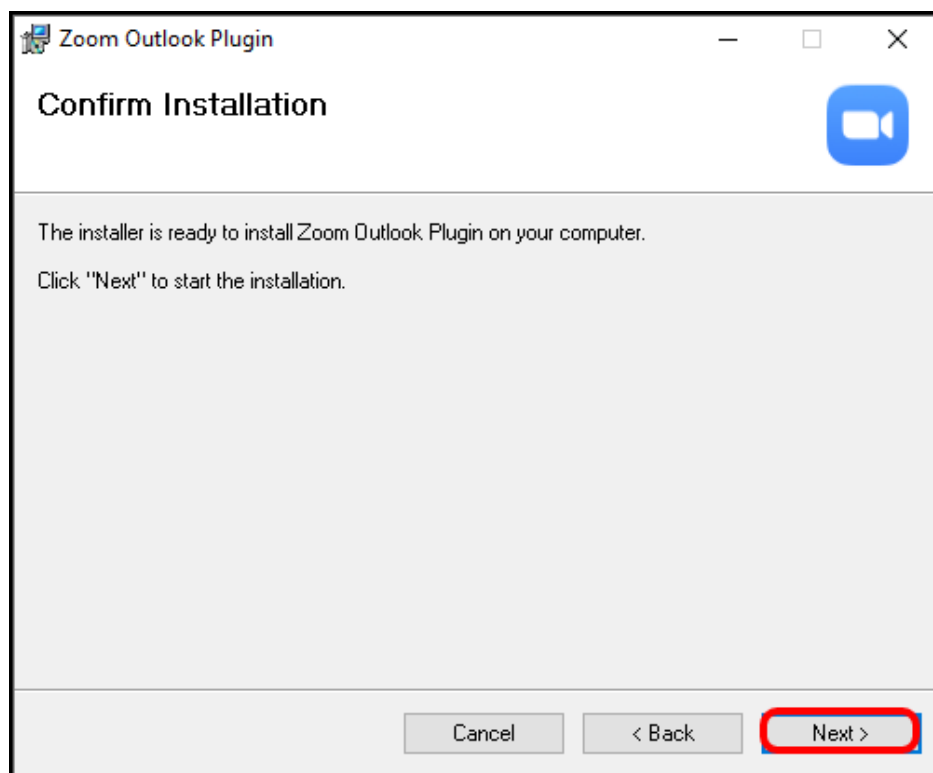 Zoom Outlook Plugin
Confirm Installation
The installer is ready to install Zoom Outlook Plugin on your computer.
Click "Next" to start the installation.
Cancel
< Back
Next >